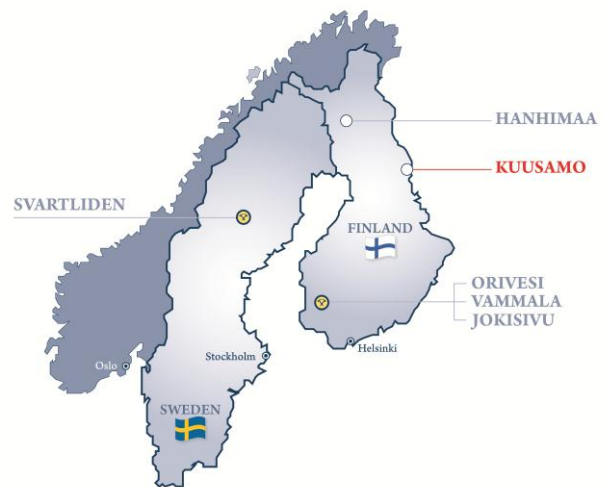 HANHIMAA
KUUSAMO
SVARTLIDEN
FINLAND
ORIVESI
VAMMALA
JOKISIVU
Helsinki
Stockholm
Oslo
SWEDEN